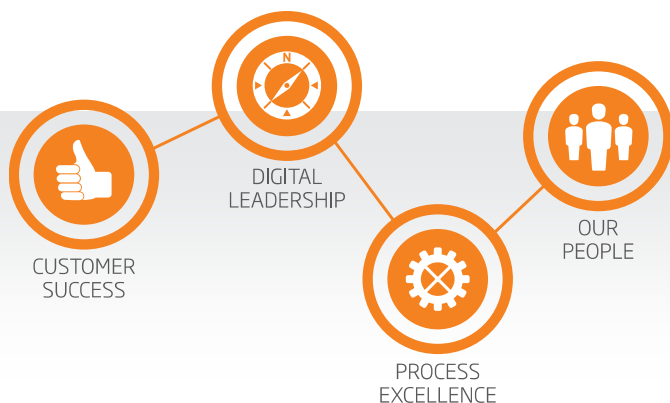 N
DIGITAL
LEADERSHIP
CUSTOMER
SUCCESS
OUR
PEOPLE
PROCESS
EXCELLENCE